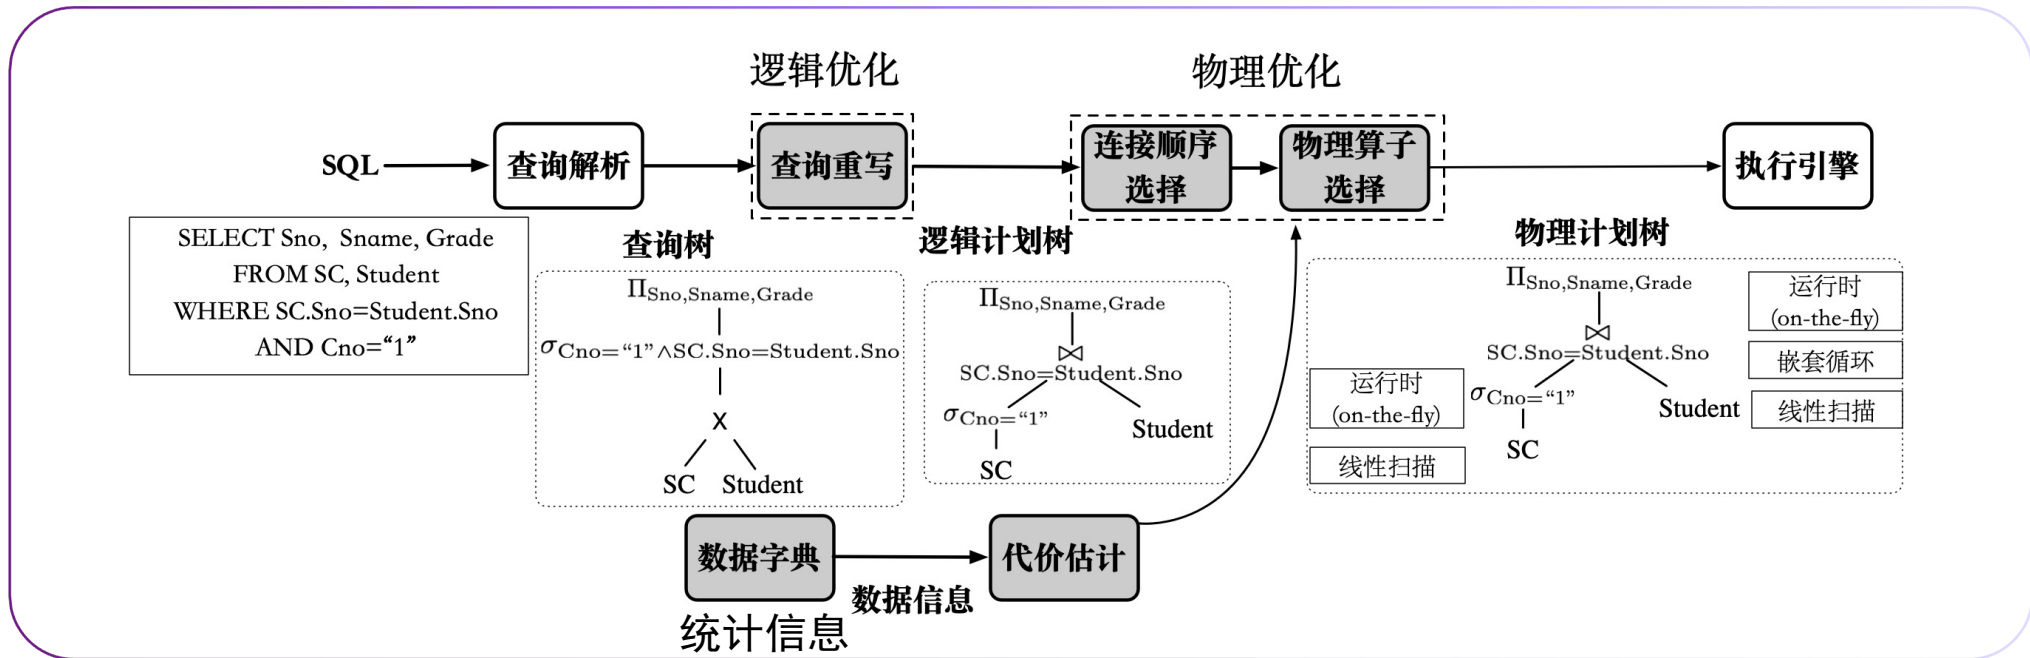 逻辑优化
物理优化
SQL
查询解析
查询重写
连接顺序
选择
物理算子
选择
执行引擎
SELECT Sno, Sname, Grade
FROM SC, Student
WHERE SC.Sno=Student.Sno
AND Cno=“1”
查询树
ΠSno,Sname,Grade
σCno=“1”∧SC.Sno=Student.Sno
X
SC Student
逻辑计划树
ΠSno,Sname,Grade
⋈
SC.Sno=Student.Sno
σCno=“1”
Student
SC
物理计划树
ΠSno,Sname,Grade
⋈
SC.Sno=Student.Sno
σCno=“1”
Student
SC
运行时
(on-the-fly)
嵌套循环
线性扫描
运行时
(on-the-fly)
线性扫描
数据字典
代价估计
数据信息
统计信息